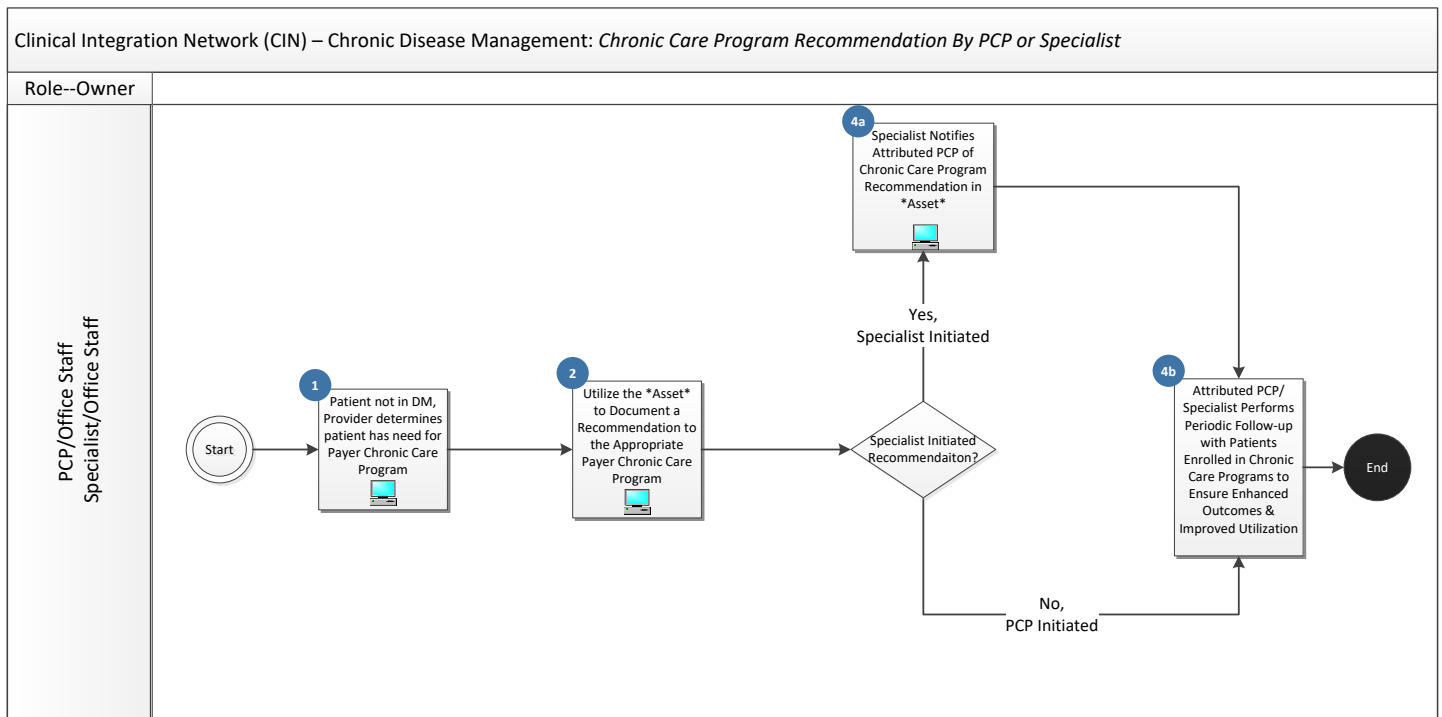 Clinical Integration Network (CIN) – Chronic Disease Management: Chronic Care Program Recommendation By PCP or Specialist
Role--Owner
PCP/Office Staff
Specialist/Office Staff
Start
1
Patient not in DM,
Provider determines
patient has need for
Payer Chronic Care
Program
2
Utilize the *Asset*
to Document a
Recommendation to
the Appropriate
Payer Chronic Care
Program
Specialist Initiated
Recommendaiton?
Yes,
Specialist Initiated
4a
Specialist Notifies
Attributed PCP of
Chronic Care Program
Recommendation in
*Asset*
No,
PCP Initiated
4b
Attributed PCP/
Specialist Performs
Periodic Follow-up
with Patients
Enrolled in Chronic
Care Programs to
Ensure Enhanced
Outcomes &
Improved Utilization
End